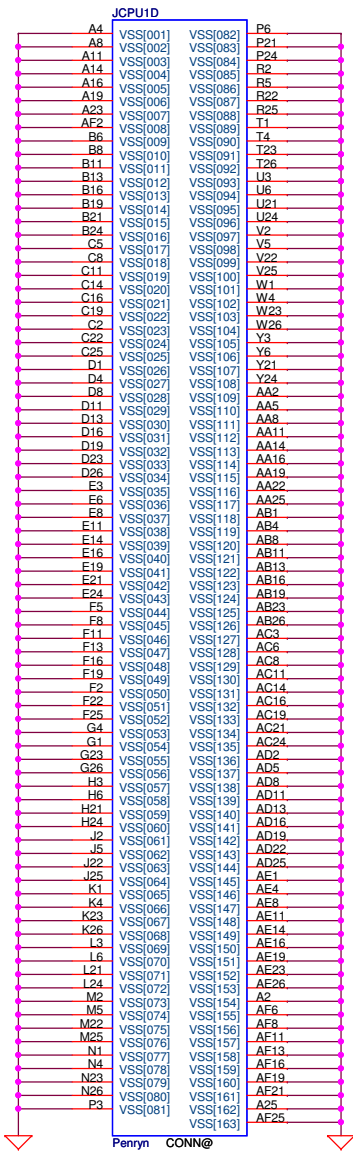 JCPU1D
A4 VSS[001] VSS[082] P6
A8 VSS[002] VSS[083] P21
A11 VSS[003] VSS[084] P24
A14 VSS[004] VSS[085] R2
A16 VSS[005] VSS[086] R5
A19 VSS[006] VSS[087] R22
A23 VSS[007] VSS[088] R25
AF2 VSS[008] VSS[089] T1
B6 VSS[009] VSS[090] T4
B8 VSS[010] VSS[091] T23
B11 VSS[011] VSS[092] T26
B13 VSS[012] VSS[093] U3
B16 VSS[013] VSS[094] U6
B19 VSS[014] VSS[095] U21
B21 VSS[015] VSS[096] U24
B24 VSS[016] VSS[097] V2
C5 VSS[017] VSS[098] V5
C8 VSS[018] VSS[099] V22
C11 VSS[019] VSS[100] V25
C14 VSS[020] VSS[101] W1
C16 VSS[021] VSS[102] W4
C19 VSS[022] VSS[103] W23
C2 VSS[023] VSS[104] W26
C22 VSS[024] VSS[105] Y3
C25 VSS[025] VSS[106] Y6
D1 VSS[026] VSS[107] Y21
D4 VSS[027] VSS[108] Y24
D8 VSS[028] VSS[109] AA2
D11 VSS[029] VSS[110] AA5
D13 VSS[030] VSS[111] AA8
D16 VSS[031] VSS[112] AA11
D19 VSS[032] VSS[113] AA14
D23 VSS[033] VSS[114] AA16
D26 VSS[034] VSS[115] AA19
E3 VSS[035] VSS[116] AA22
E6 VSS[036] VSS[117] AA25
E8 VSS[037] VSS[118] AB1
E11 VSS[038] VSS[119] AB4
E14 VSS[039] VSS[120] AB8
E16 VSS[040] VSS[121] AB11
E19 VSS[041] VSS[122] AB13
E21 VSS[042] VSS[123] AB16
E24 VSS[043] VSS[124] AB19
F5 VSS[044] VSS[125] AB23
F8 VSS[045] VSS[126] AB26
F11 VSS[046] VSS[127] AC3
F13 VSS[047] VSS[128] AC6
F16 VSS[048] VSS[129] AC8
F19 VSS[049] VSS[130] AC11
F2 VSS[050] VSS[131] AC14
F22 VSS[051] VSS[132] AC16
F25 VSS[052] VSS[133] AC19
G4 VSS[053] VSS[134] AC21
G1 VSS[054] VSS[135] AC24
G23 VSS[055] VSS[136] AD2
G26 VSS[056] VSS[137] AD5
H3 VSS[057] VSS[138] AD8
H6 VSS[058] VSS[139] AD11
H21 VSS[059] VSS[140] AD13
H24 VSS[060] VSS[141] AD16
J2 VSS[061] VSS[142] AD19
J5 VSS[062] VSS[143] AD22
J22 VSS[063] VSS[144] AD25
J25 VSS[064] VSS[145] AE1
K1 VSS[065] VSS[146] AE4
K4 VSS[066] VSS[147] AE8
K23 VSS[067] VSS[148] AE11
K26 VSS[068] VSS[149] AE14
L3 VSS[069] VSS[150] AE16
L6 VSS[070] VSS[151] AE19
L21 VSS[071] VSS[152] AE23
L24 VSS[072] VSS[153] AE26
M2 VSS[073] VSS[154] A2
M5 VSS[074] VSS[155] AF6
M22 VSS[075] VSS[156] AF8
M25 VSS[076] VSS[157] AF11
N1 VSS[077] VSS[158] AF13
N4 VSS[078] VSS[159] AF16
N23 VSS[079] VSS[160] AF19
N26 VSS[080] VSS[161] AF21
P3 VSS[081] VSS[162] A25
VSS[163] AF25
Penryn CONN@